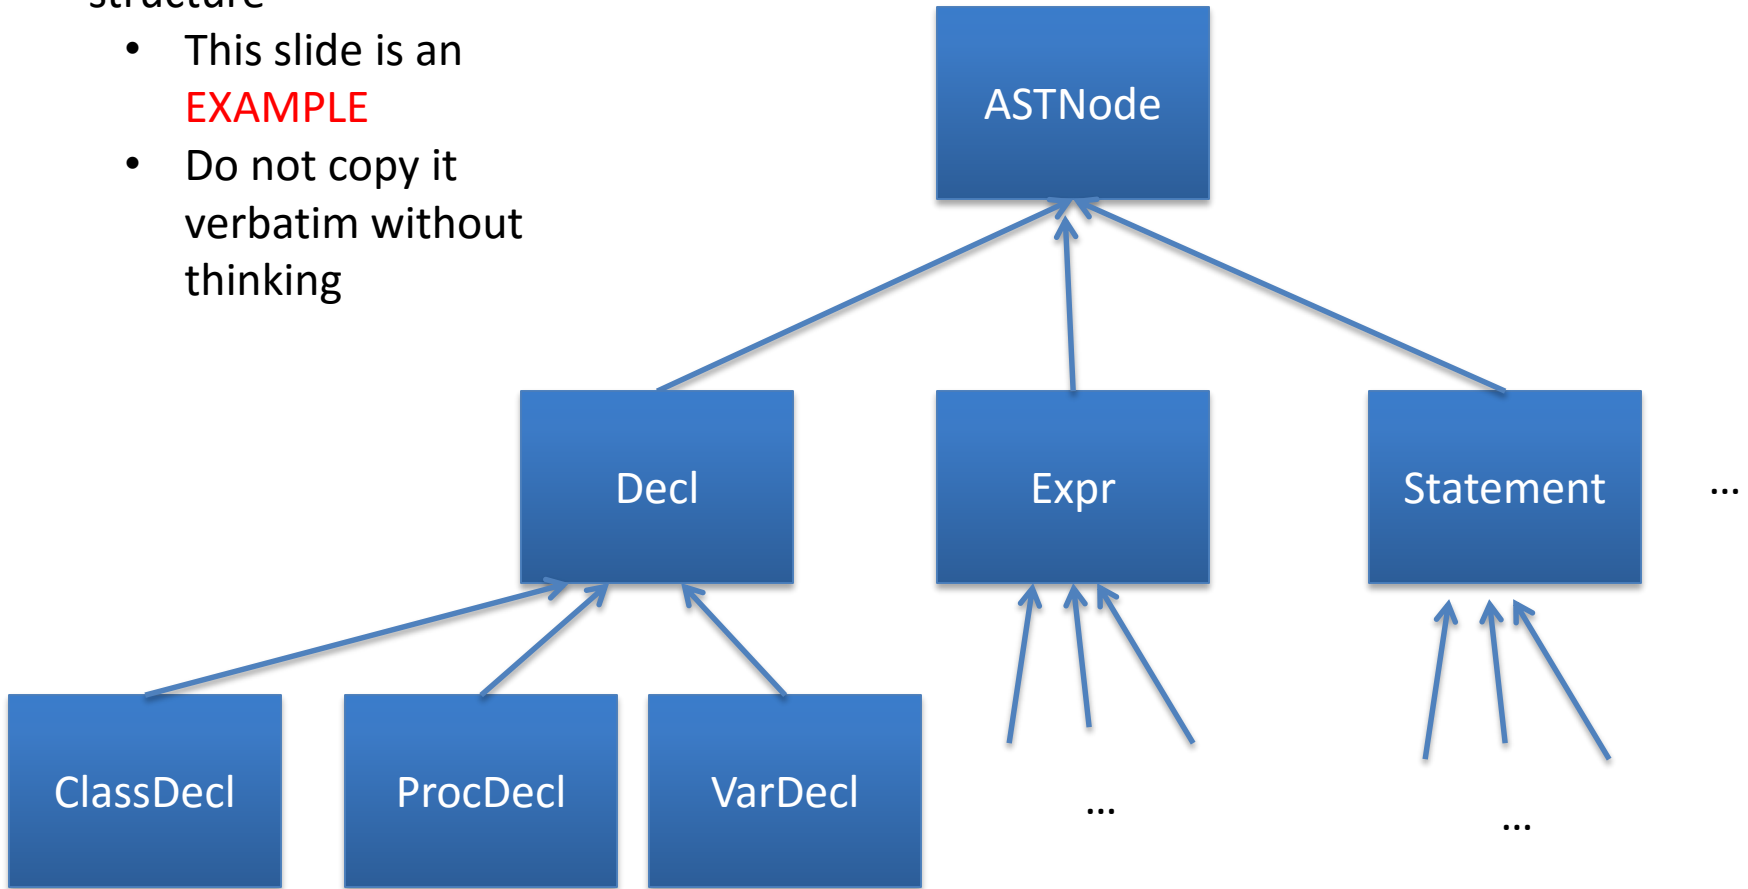 structure
• This slide is an
EXAMPLE
• Do not copy it
verbatim without
thinking
ASTNode
Decl
Expr
Statement
...
ClassDecl
ProcDecl
VarDecl
...
...